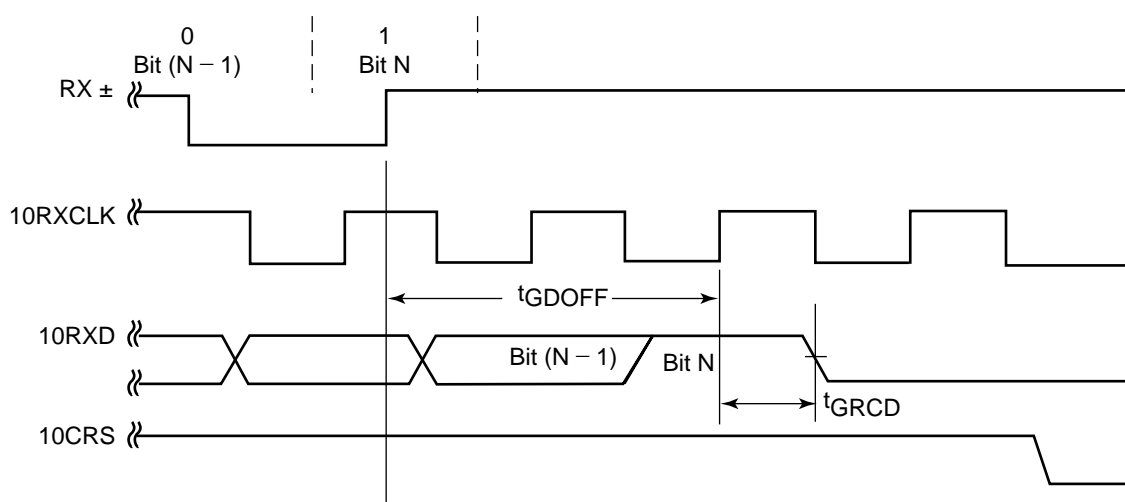 0
1
Bit (N − 1)
Bit N
RX ±
10RXCLK
tGDOFF
10RXD
Bit (N − 1)
Bit N
tGRCD
10CRS